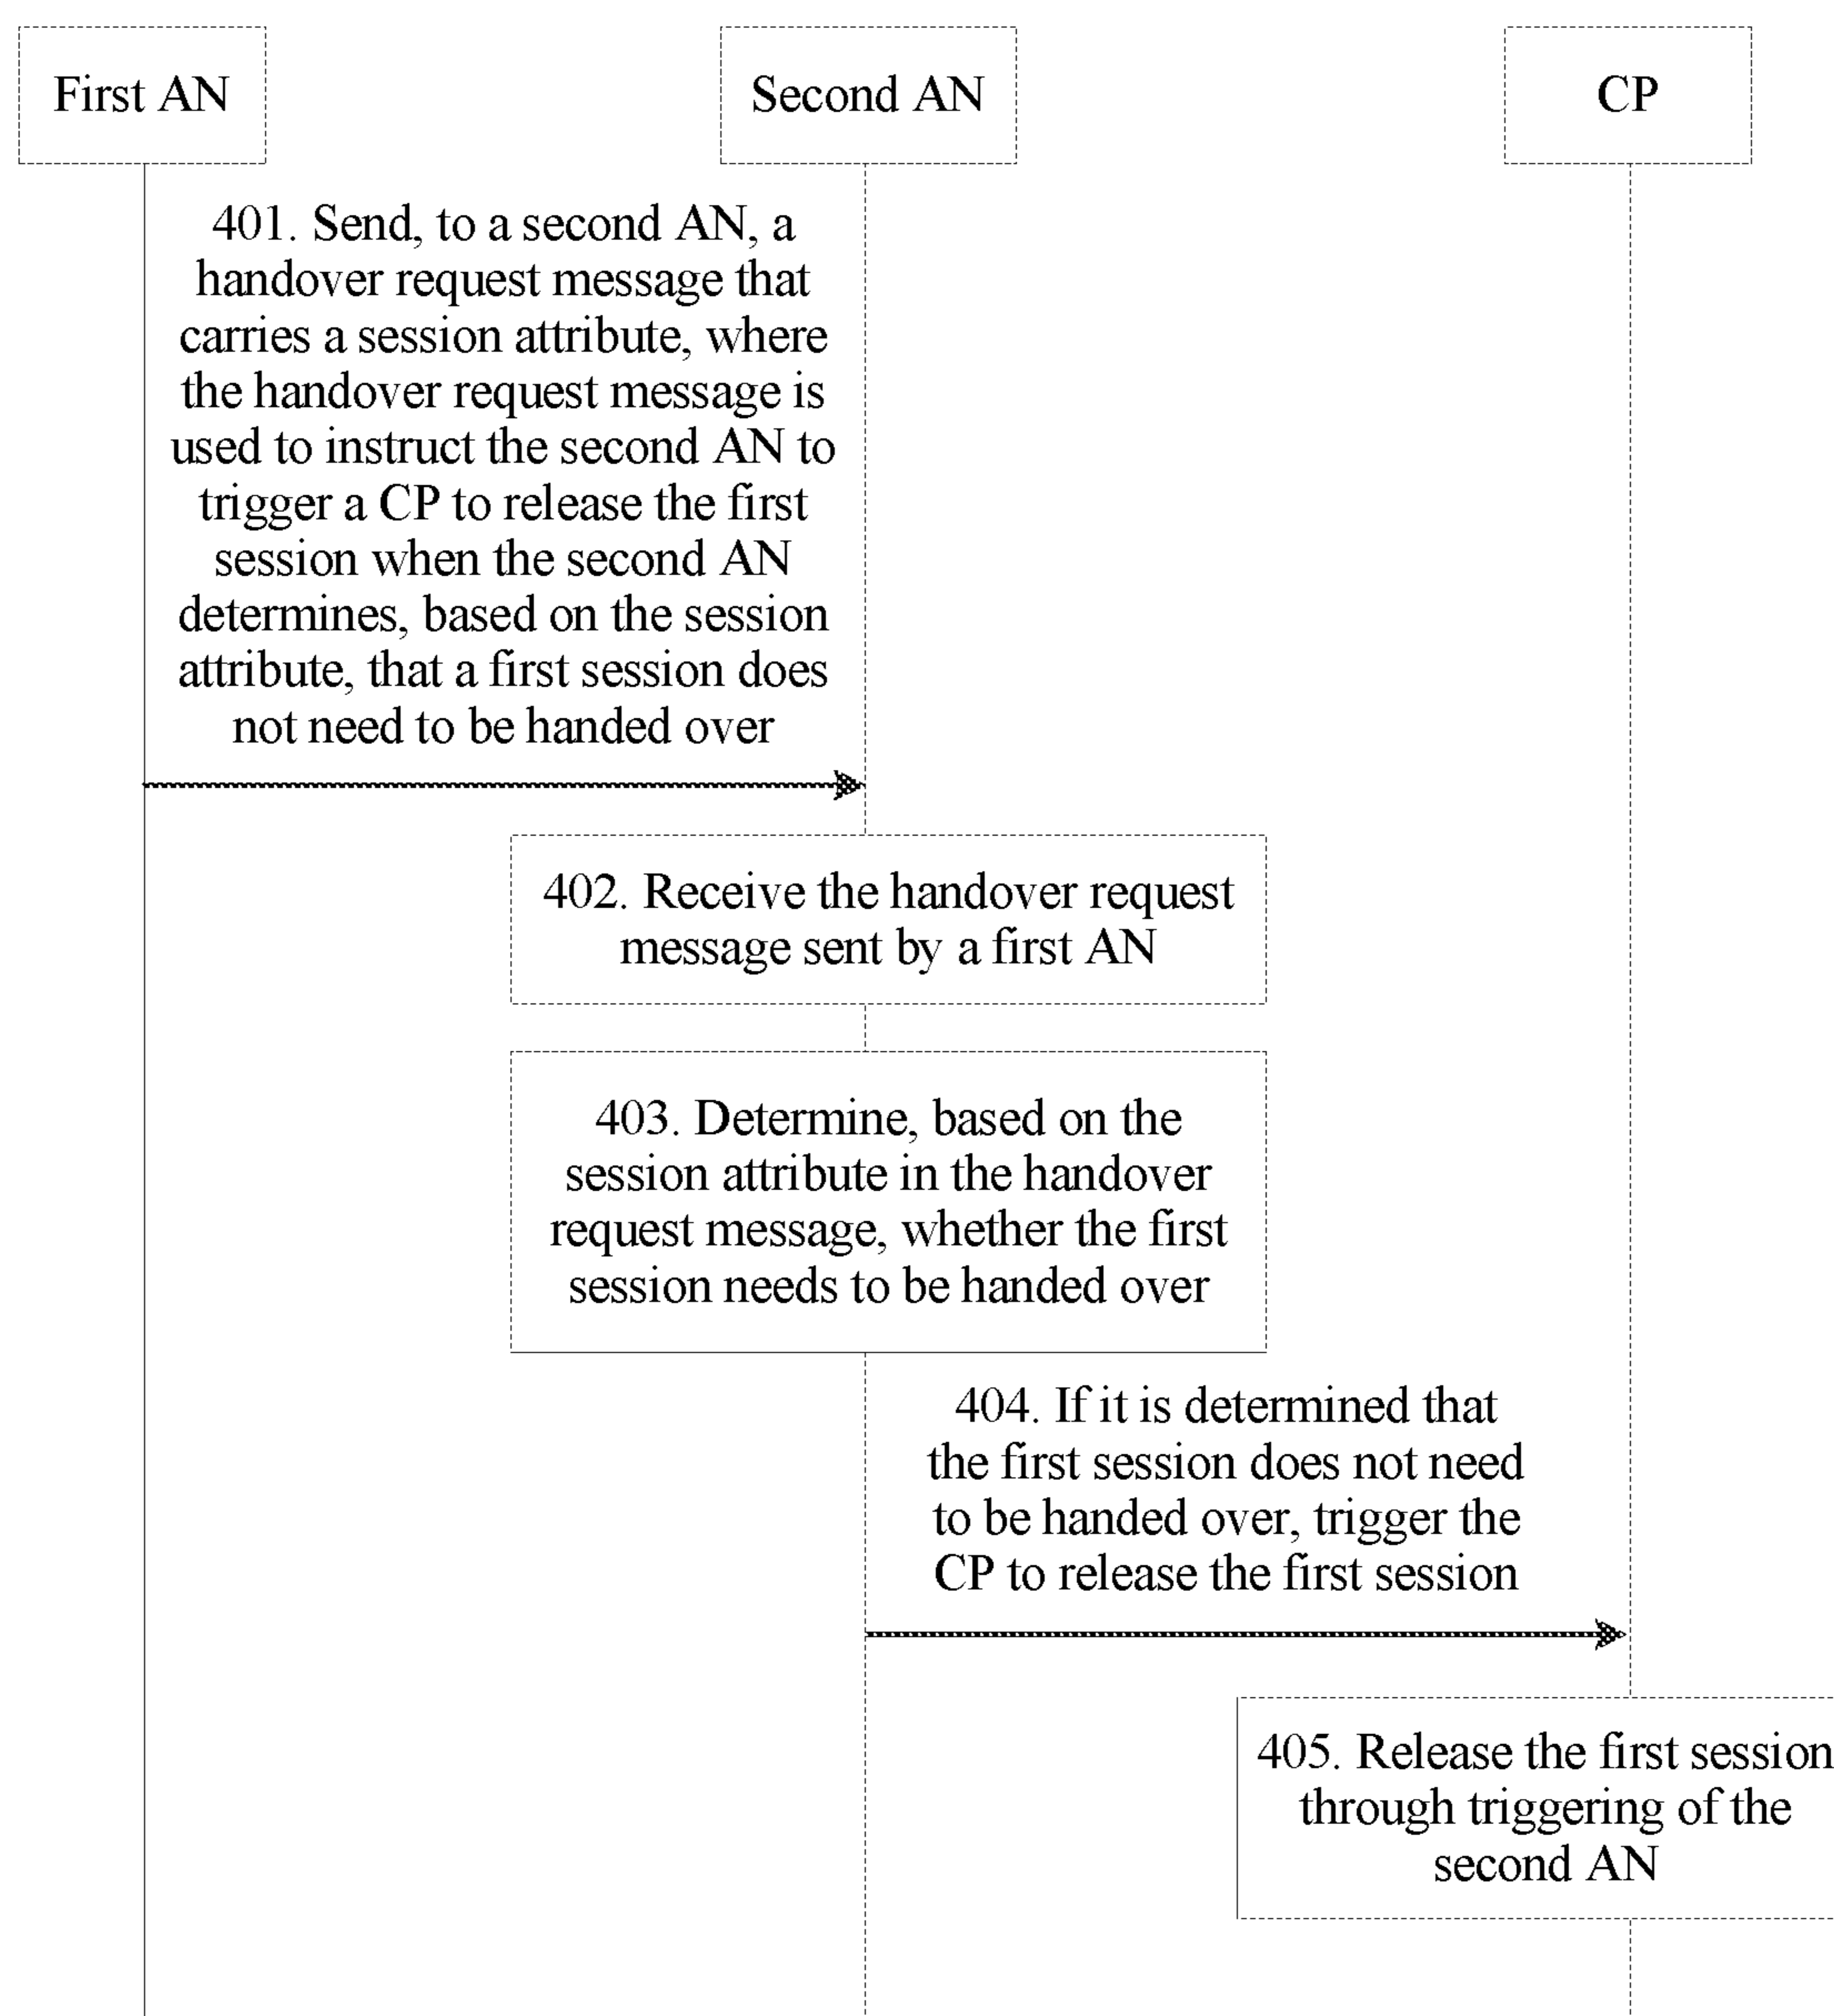 First AN
Second AN
CP
401. Send, to a second AN, a
handover request message that
carries a session attribute, where
the handover request message is
used to instruct the second AN to
trigger a CP to release the first
session when the second AN
determines, based on the session
attribute, that a first session does
not need to be handed over
402. Receive the handover request
message sent by a first AN
403. Determine, based on the
session attribute in the handover
request message, whether the first
session needs to be handed over
404. If it is determined that
the first session does not need
to be handed over, trigger the
CP to release the first session
405. Release the first session
through triggering of the
second AN